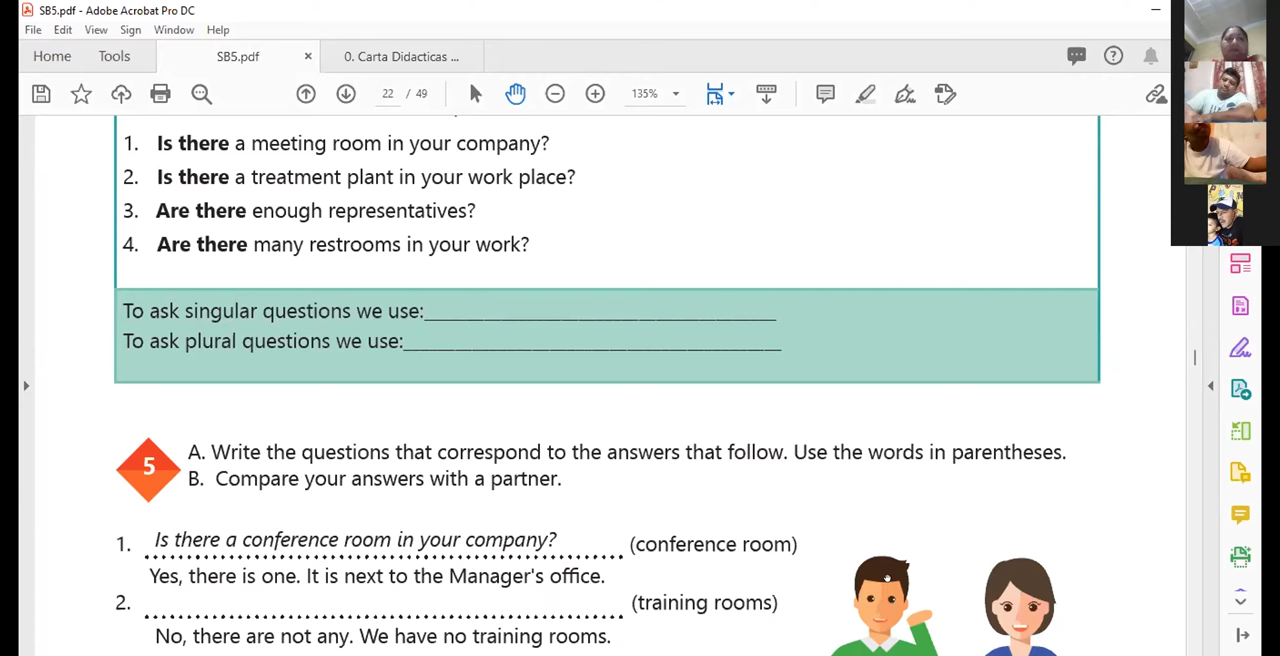 SB5.pdf - Adobe Acrobat Pro DC
File Edit View Sign Window Help
Home Tools SB5.pdf × 0. Carta Didacticas ...
22 / 49 135%
1. Is there a meeting room in your company?
2. Is there a treatment plant in your work place?
3. Are there enough representatives?
4. Are there many restrooms in your work?
To ask singular questions we use:____________________________________
To ask plural questions we use:_______________________________________
5
A. Write the questions that correspond to the answers that follow. Use the words in parentheses.
B. Compare your answers with a partner.
1. Is there a conference room in your company? (conference room)
Yes, there is one. It is next to the Manager's office.
2. ................................................ (training rooms)
No, there are not any. We have no training rooms.